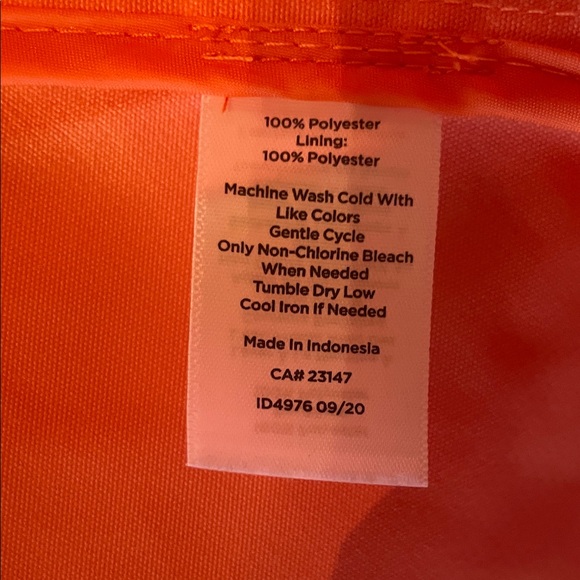 100% Polyester
Lining:
100% Polyester
Machine Wash Cold With
Like Colors
Gentle Cycle
Only Non-Chlorine Bleach
When Needed
Tumble Dry Low
Cool Iron If Needed
Made In Indonesia
CA# 23147
ID4976 09/20